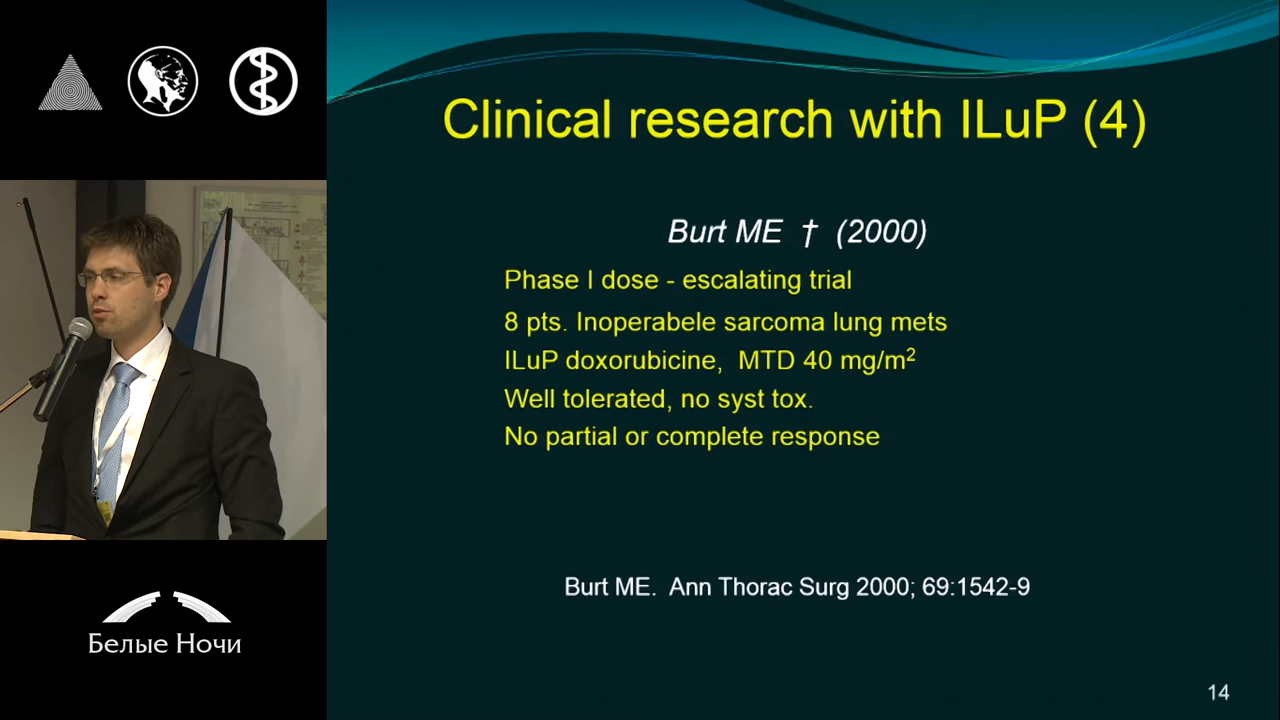 Clinical research with ILuP (4)
Burt ME † (2000)
Phase I dose - escalating trial
8 pts. Inoperabele sarcoma lung mets
ILuP doxorubicine, MTD 40 mg/m²
Well tolerated, no syst tox.
No partial or complete response
Burt ME. Ann Thorac Surg 2000; 69:1542-9
14
Белые Ночи